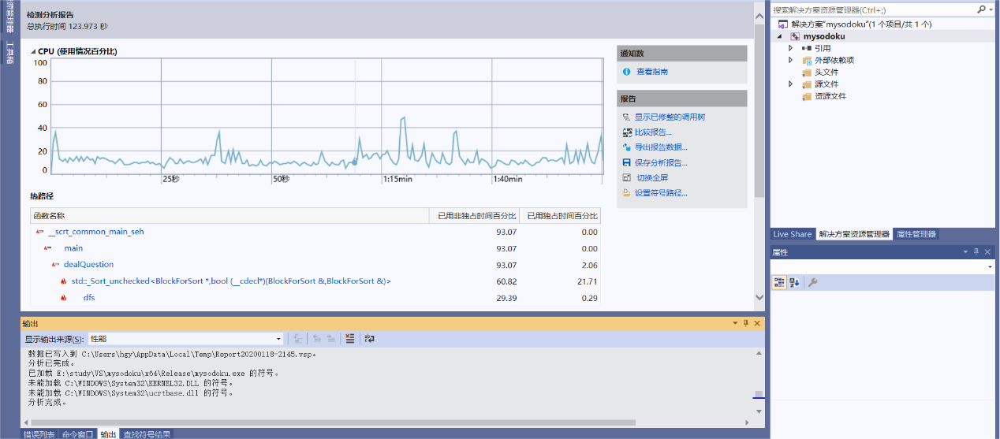 资源管理器
工具箱
检测分析报告
总执行时间 123.973 秒
CPU (使用情况百分比)
100
80
60
40
20
0
25秒
50秒
1:15min
1:40min
热路径
函数名称 已用非独占时间百分比 已用独占时间百分比
__scrt_common_main_seh 93.07 0.00
main 93.07 0.00
dealQuestion 93.07 2.06
std::_Sort_unchecked<BlockForSort *,bool (__cdecl*)(BlockForSort &,BlockForSort &)> 60.82 21.71
dfs 29.39 0.29
通知数
查看指南
报告
显示已修整的调用树
比较报告...
导出报告数据...
保存分析报告...
切换全屏
设置符号路径...
输出
显示输出来源(S): 性能
数据已写入到 C:\Users\hgy\AppData\Local\Temp\Report20200118-2145.vsp。
分析已完成。
已加载 E:\study\VS\mysodoku\x64\Release\mysodoku.exe 的符号。
未能加载 C:\WINDOWS\System32\KERNEL32.DLL 的符号。
未能加载 C:\WINDOWS\System32\ucrtbase.dll 的符号。
分析完成。
错误列表 命令窗口 输出 查找符号结果
搜索解决方案资源管理器(Ctrl+;)
解决方案"mysodoku"(1 个项目/共 1 个)
mysodoku
引用
外部依赖项
头文件
源文件
资源文件
Live Share 解决方案资源管理器 属性管理器
属性